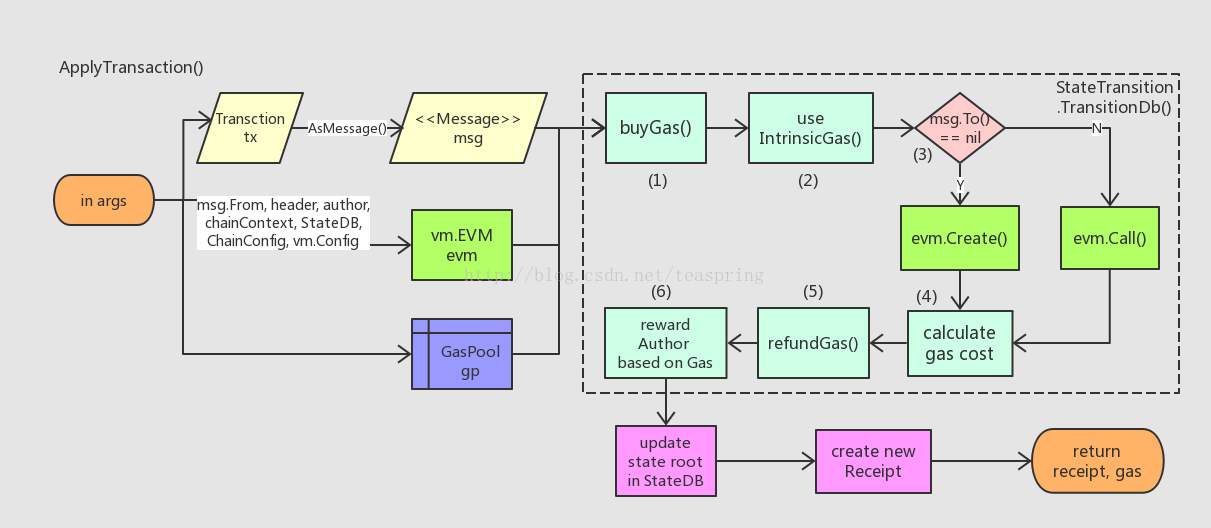 ApplyTransaction()
Transction
tx
AsMessage()
<<Message>>
msg
in args
msg.From, header, author,
chainContext, StateDB,
ChainConfig, vm.Config
vm.EVM
evm
GasPool
gp
http://blog.csdn.net/teaspring
StateTransition
.TransitionDb()
buyGas()
(1)
use
IntrinsicGas()
(2)
msg.To()
== nil
(3)
N
Y
evm.Create()
evm.Call()
(4)
calculate
gas cost
(5)
refundGas()
(6)
reward
Author
based on Gas
update
state root
in StateDB
create new
Receipt
return
receipt, gas